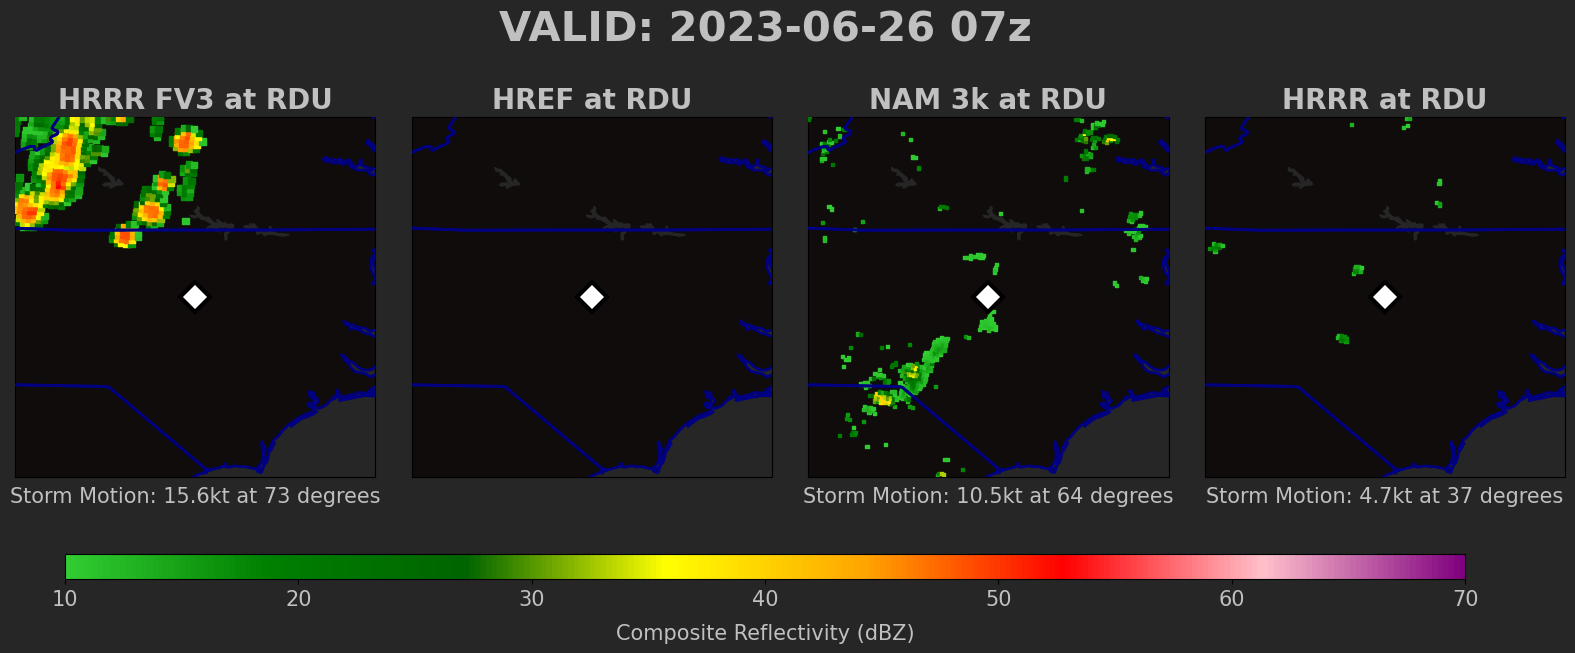 VALID: 2023-06-26 07z
HRRR FV3 at RDU
HREF at RDU
NAM 3k at RDU
HRRR at RDU
Storm Motion: 15.6kt at 73 degrees
Storm Motion: 10.5kt at 64 degrees
Storm Motion: 4.7kt at 37 degrees
10 20 30 40 50 60 70
Composite Reflectivity (dBZ)